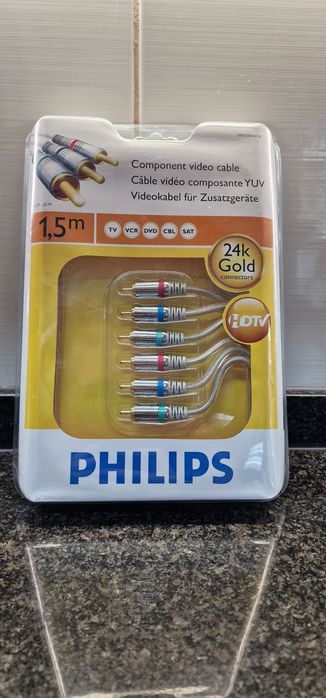 Component video cable
Câble vidéo composante YUV
Videokabel für Zusatzgeräte
1,5m
TV VCR DVD CBL SAT
24k
Gold
connectors
HDTV
PHILIPS